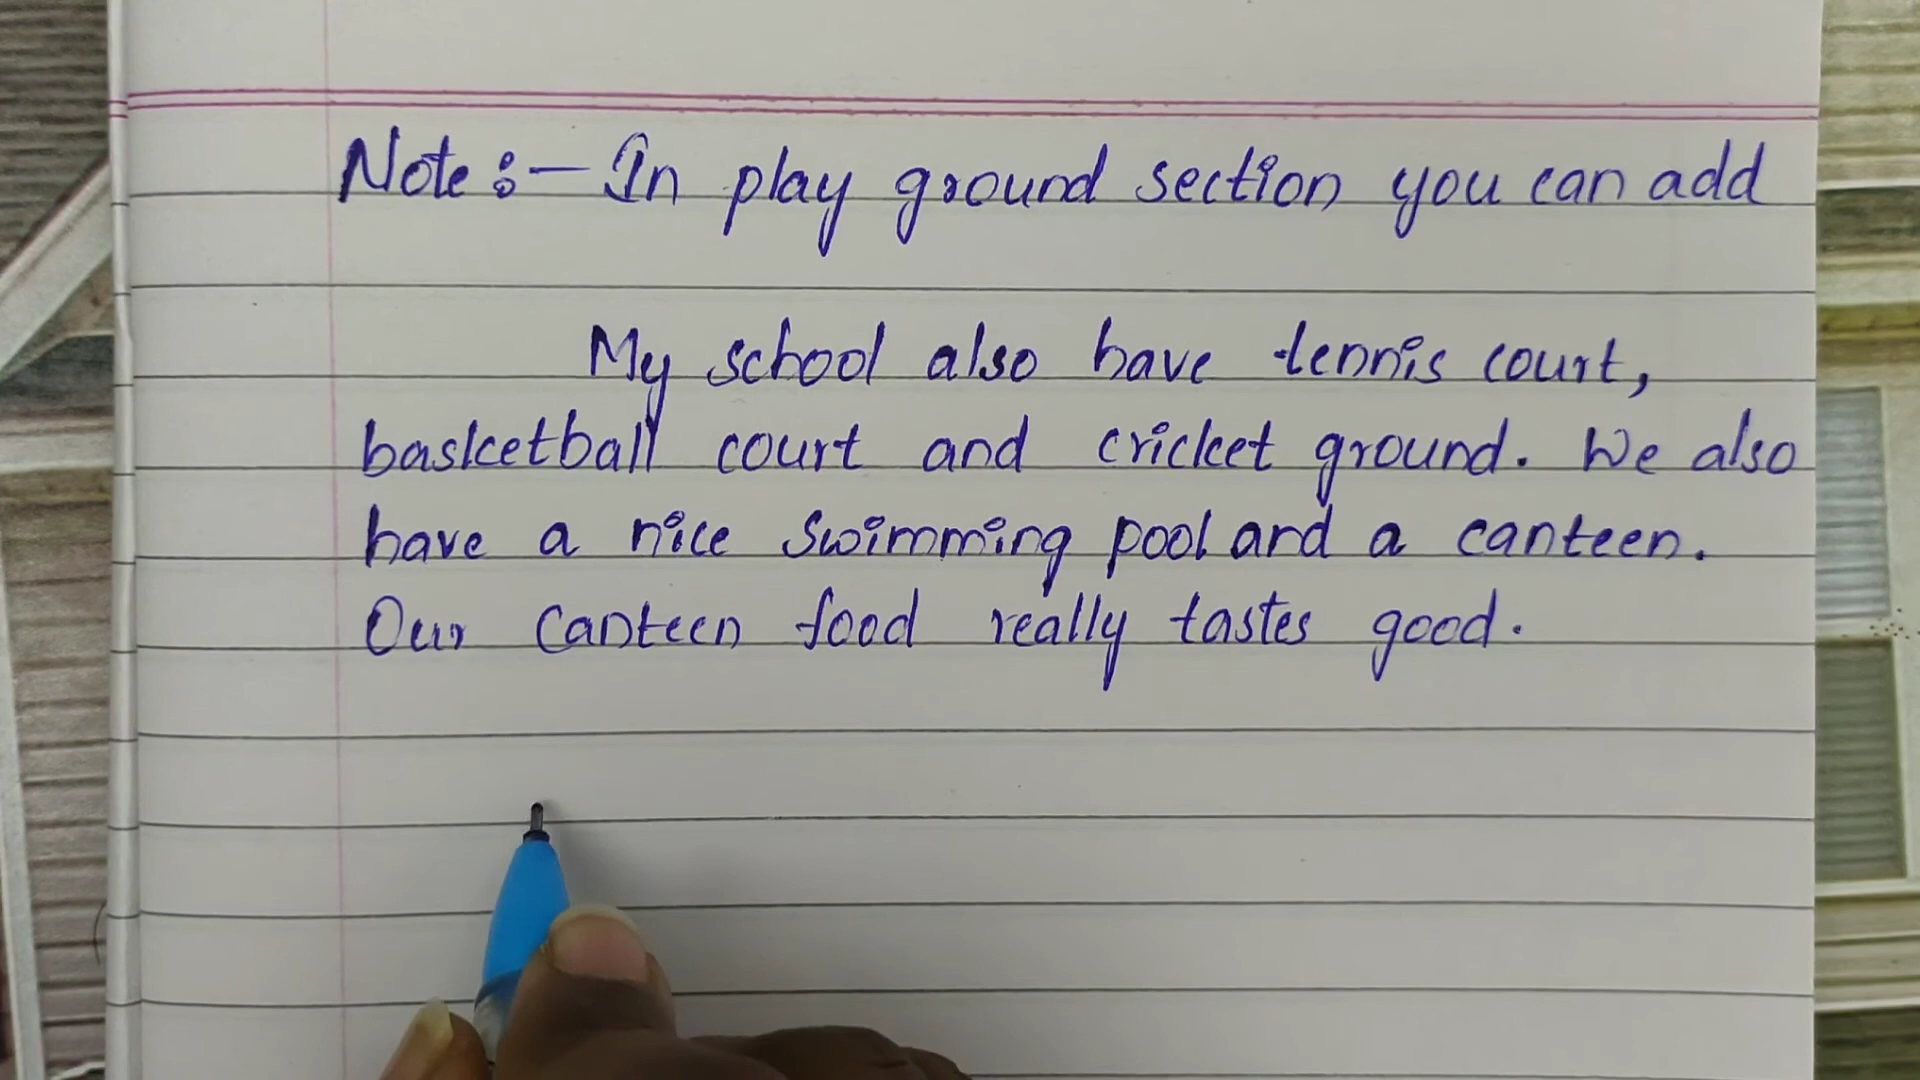 Note:- In play ground section you can add
My school also have tennis court,
basketball court and cricket ground. We also
have a nice swimming pool and a canteen.
Our canteen food really tastes good.